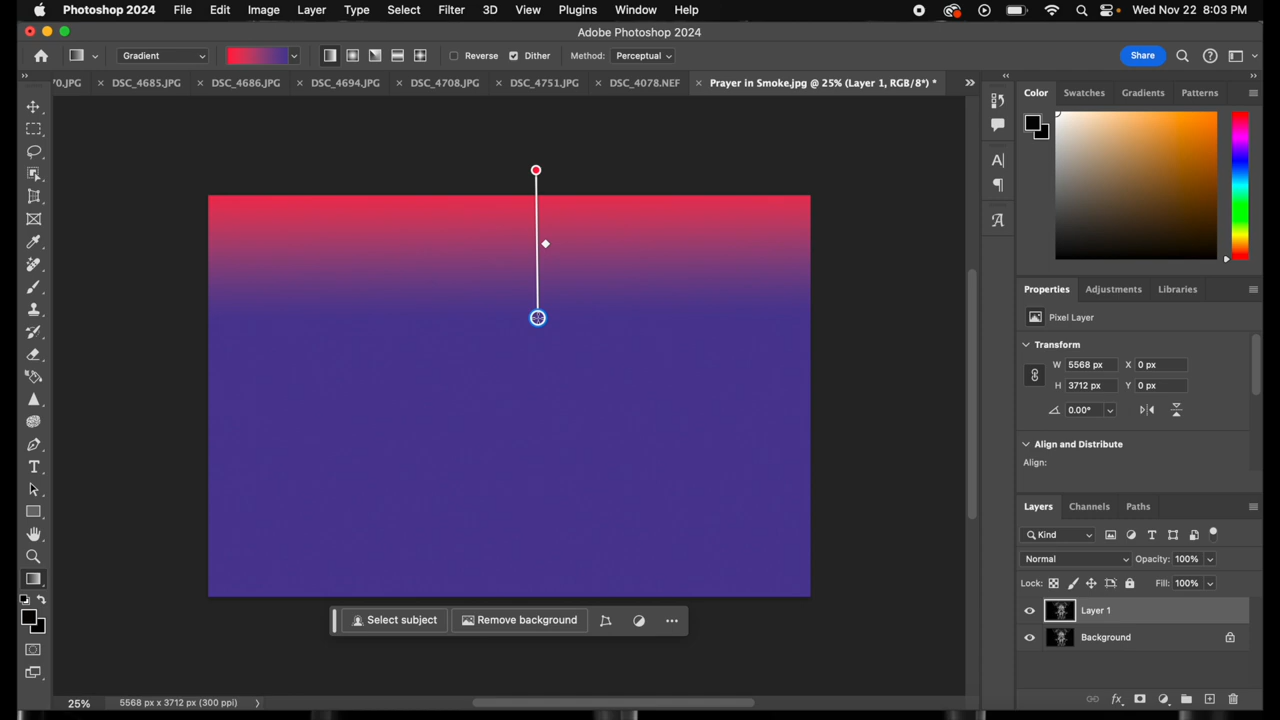 Photoshop 2024 File Edit Image Layer Type Select Filter 3D View Plugins Window Help Wed Nov 22 8:03 PM
Adobe Photoshop 2024
Gradient Reverse Dither Method: Perceptual Share
70.JPG DSC_4685.JPG DSC_4686.JPG DSC_4694.JPG DSC_4708.JPG DSC_4751.JPG DSC_4078.NEF Prayer in Smoke.jpg @ 25% (Layer 1, RGB/8*) *
Color Swatches Gradients Patterns
Properties Adjustments Libraries
Pixel Layer
Transform
W 5568 px X 0 px
H 3712 px Y 0 px
0.00°
Align and Distribute
Align:
Layers Channels Paths
Kind
Normal Opacity: 100%
Lock: Fill: 100%
Layer 1
Background
Select subject Remove background
25% 5568 px x 3712 px (300 ppi)